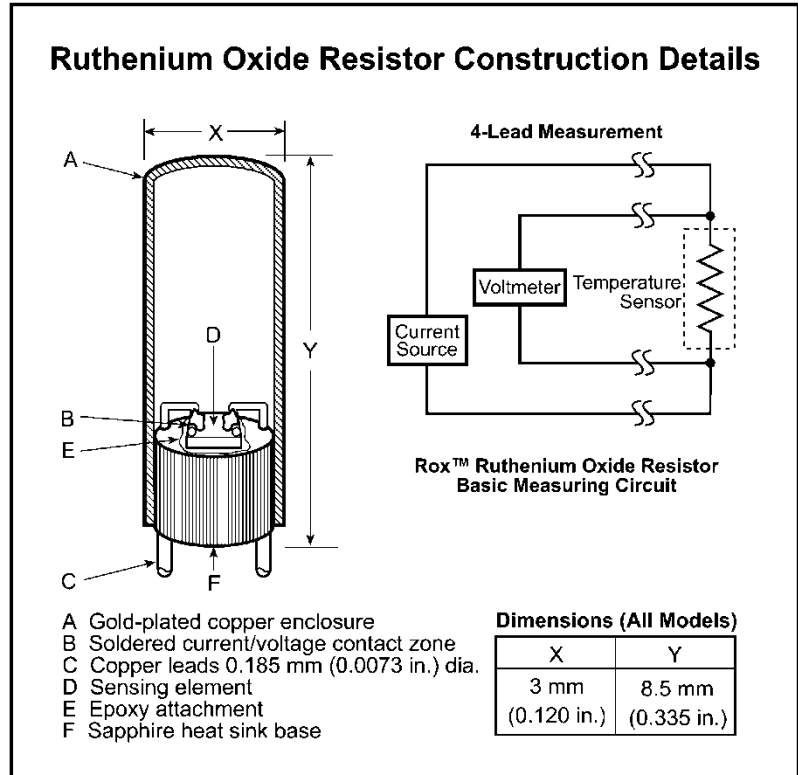 Ruthenium Oxide Resistor Construction Details
X
A
D
Y
B
E
C
F
4-Lead Measurement
Voltmeter
Temperature
Sensor
Current
Source
Rox™ Ruthenium Oxide Resistor
Basic Measuring Circuit
A Gold-plated copper enclosure
B Soldered current/voltage contact zone
C Copper leads 0.185 mm (0.0073 in.) dia.
D Sensing element
E Epoxy attachment
F Sapphire heat sink base
Dimensions (All Models)
X Y
3 mm 8.5 mm
(0.120 in.) (0.335 in.)